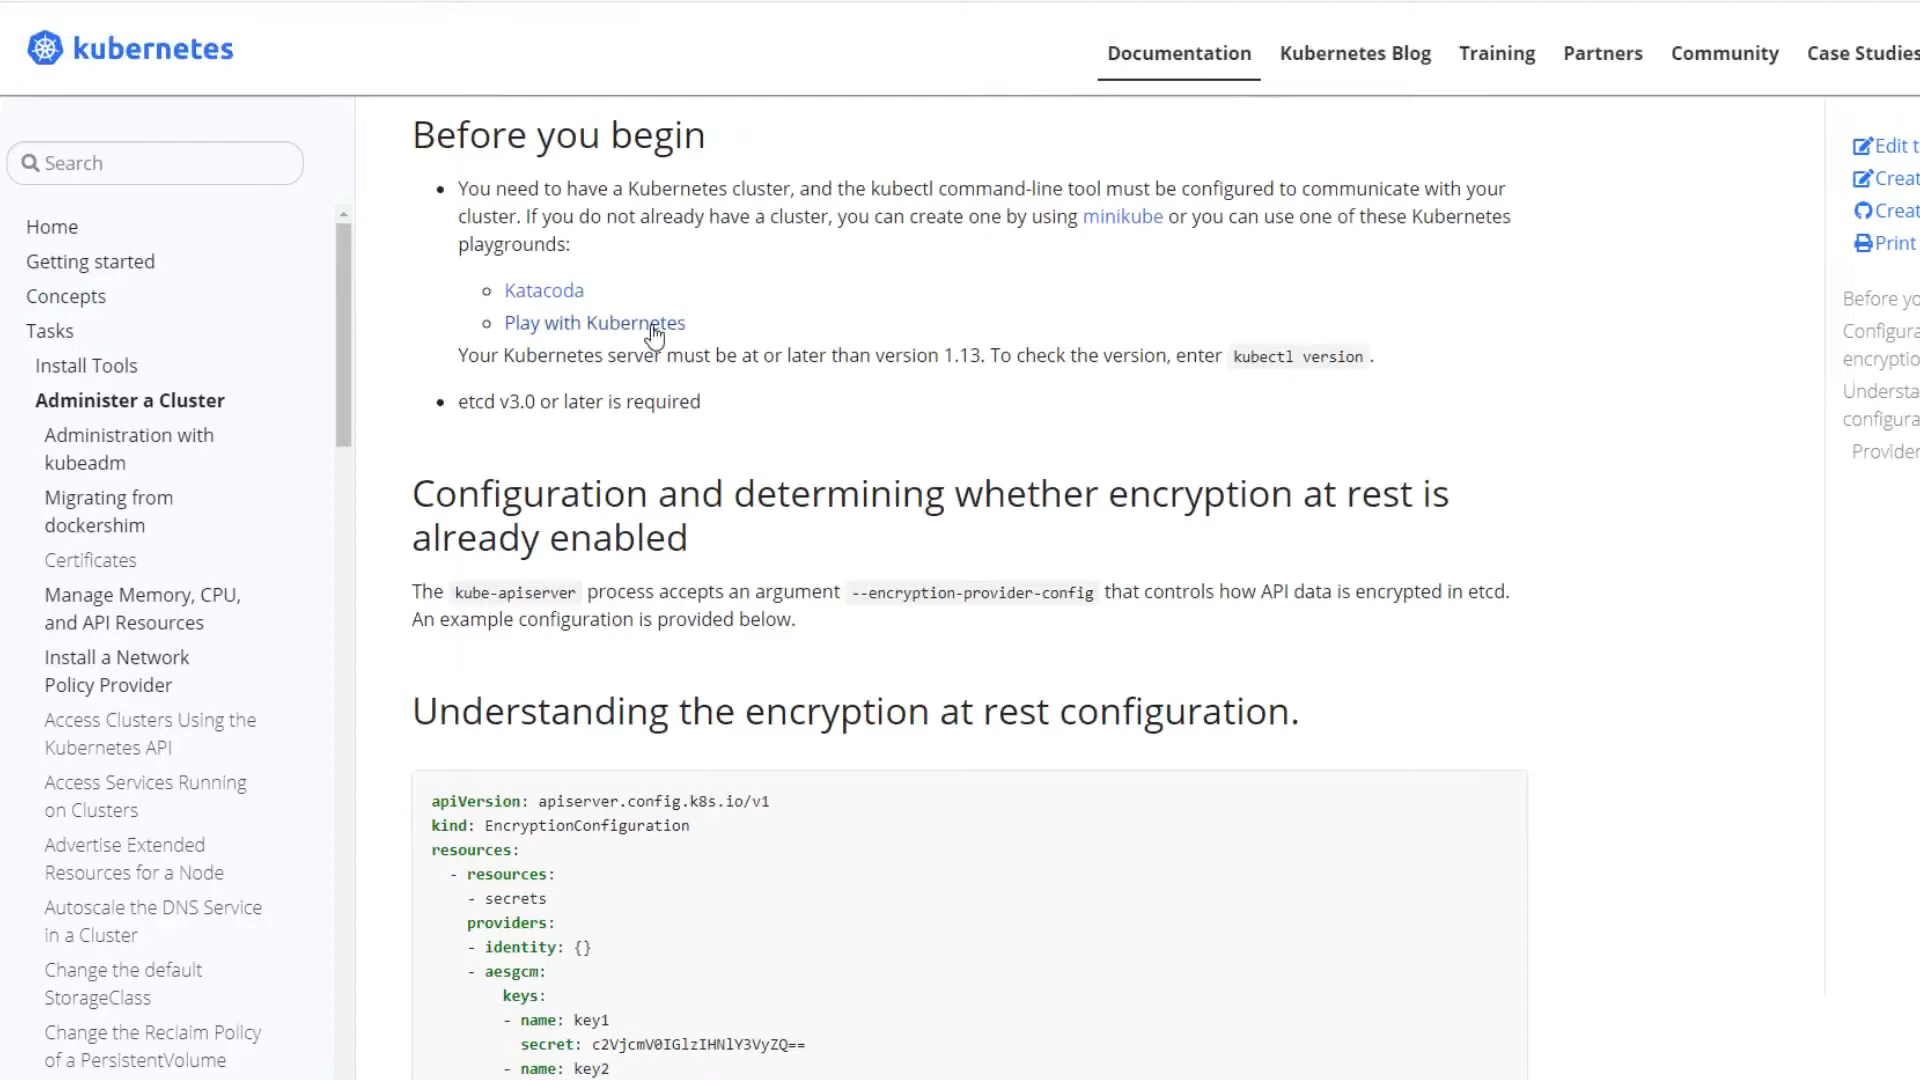 kubernetes
Documentation
Kubernetes Blog
Training
Partners
Community
Case Studies
Search
Home
Getting started
Concepts
Tasks
Install Tools
Administer a Cluster
Administration with
kubeadm
Migrating from
dockershim
Certificates
Manage Memory, CPU,
and API Resources
Install a Network
Policy Provider
Access Clusters Using the
Kubernetes API
Access Services Running
on Clusters
Advertise Extended
Resources for a Node
Autoscale the DNS Service
in a Cluster
Change the default
StorageClass
Change the Reclaim Policy
of a PersistentVolume
Before you begin
You need to have a Kubernetes cluster, and the kubectl command-line tool must be configured to communicate with your
cluster. If you do not already have a cluster, you can create one by using minikube or you can use one of these Kubernetes
playgrounds:
Katacoda
Play with Kubernetes
Your Kubernetes server must be at or later than version 1.13. To check the version, enter kubectl version .
etcd v3.0 or later is required
Configuration and determining whether encryption at rest is
already enabled
The kube-apiserver process accepts an argument --encryption-provider-config that controls how API data is encrypted in etcd.
An example configuration is provided below.
Understanding the encryption at rest configuration.
apiVersion: apiserver.config.k8s.io/v1
kind: EncryptionConfiguration
resources:
- resources:
- secrets
providers:
- identity: {}
- aesgcm:
keys:
- name: key1
secret: c2VjcmV0IGlzIHNlY3VyZQ==
- name: key2
Edit t
Creat
Creat
Print
Before yo
Configura
encryptio
Understa
configura
Provider